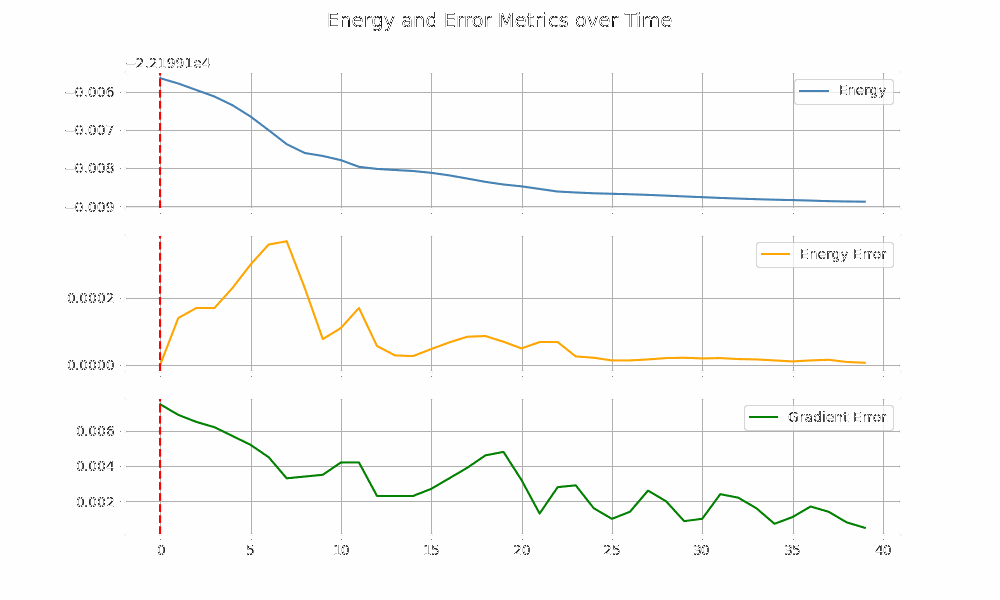 Energy and Error Metrics over Time
−2.21991e4
−0.006
−0.007
−0.008
−0.009
Energy
0.0002
0.0000
Energy Error
0.006
0.004
0.002
Gradient Error
0 5 10 15 20 25 30 35 40